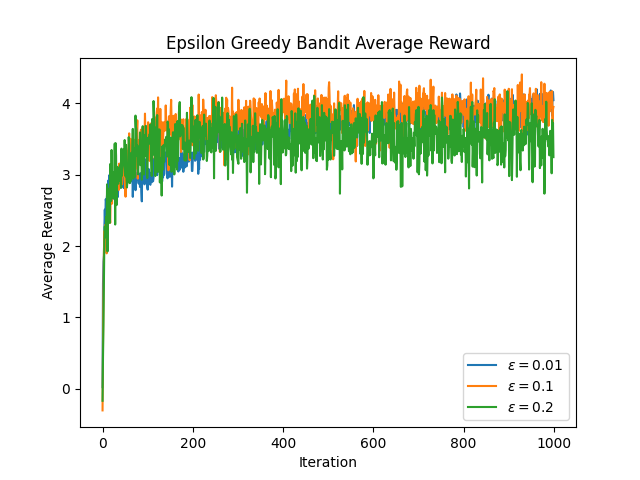 Epsilon Greedy Bandit Average Reward
Average Reward
4
3
2
1
0
0 200 400 600 800 1000
Iteration
ε = 0.01
ε = 0.1
ε = 0.2